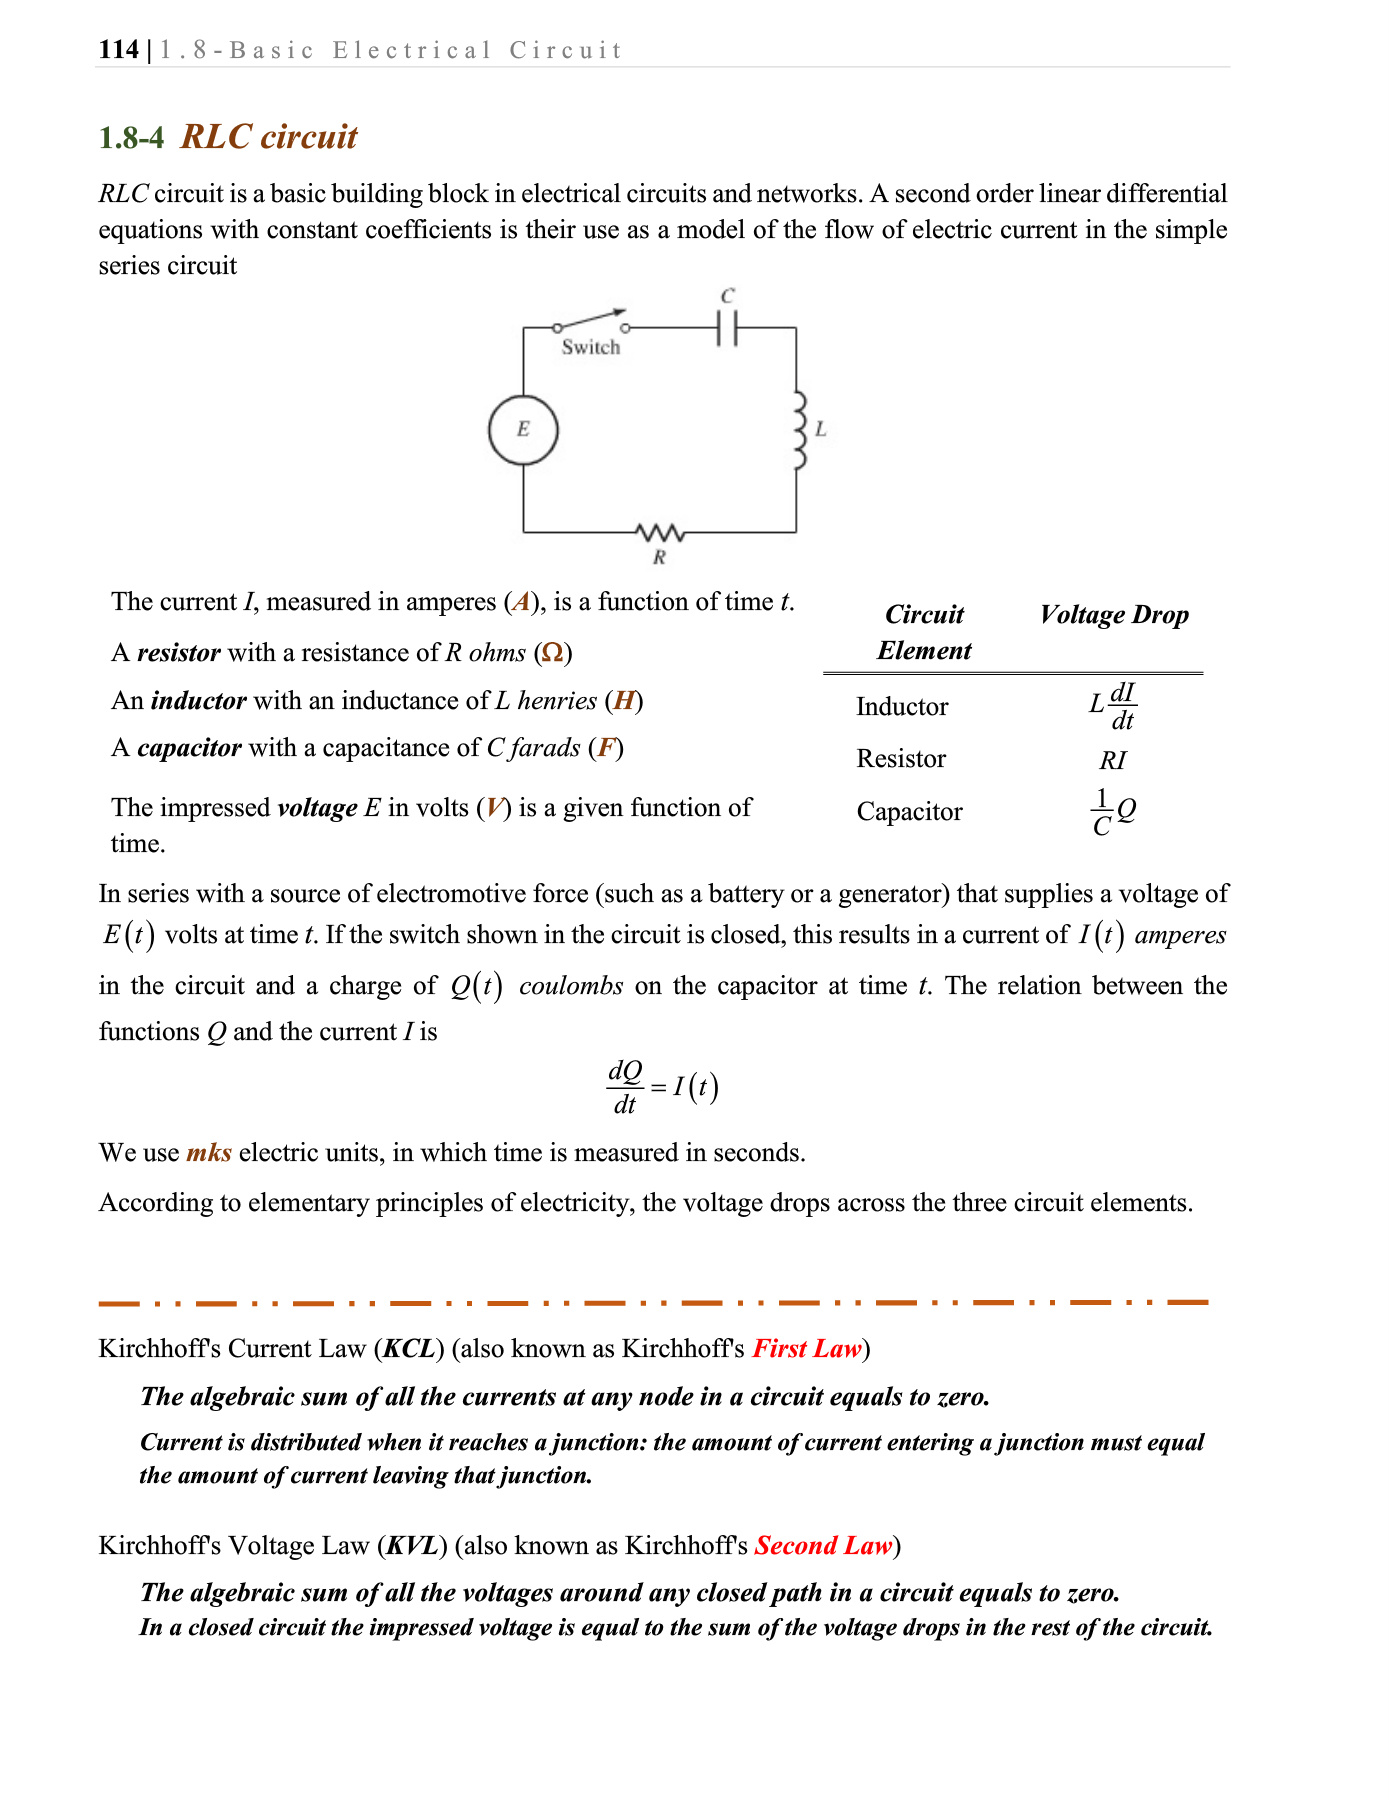 114 | 1.8-Basic Electrical Circuit
1.8-4 RLC circuit
RLC circuit is a basic building block in electrical circuits and networks. A second order linear differential
equations with constant coefficients is their use as a model of the flow of electric current in the simple
series circuit
C
Switch
E
L
R
The current I, measured in amperes (A), is a function of time t.
A resistor with a resistance of R ohms (Ω)
An inductor with an inductance of L henries (H)
A capacitor with a capacitance of C farads (F)
The impressed voltage E in volts (V) is a given function of
time.
Circuit Voltage Drop
Element
Inductor L dI/dt
Resistor RI
Capacitor 1/C Q
In series with a source of electromotive force (such as a battery or a generator) that supplies a voltage of
E(t) volts at time t. If the switch shown in the circuit is closed, this results in a current of I(t) amperes
in the circuit and a charge of Q(t) coulombs on the capacitor at time t. The relation between the
functions Q and the current I is
dQ/dt = I(t)
We use mks electric units, in which time is measured in seconds.
According to elementary principles of electricity, the voltage drops across the three circuit elements.
Kirchhoff's Current Law (KCL) (also known as Kirchhoff's First Law)
The algebraic sum of all the currents at any node in a circuit equals to zero.
Current is distributed when it reaches a junction: the amount of current entering a junction must equal
the amount of current leaving that junction.
Kirchhoff's Voltage Law (KVL) (also known as Kirchhoff's Second Law)
The algebraic sum of all the voltages around any closed path in a circuit equals to zero.
In a closed circuit the impressed voltage is equal to the sum of the voltage drops in the rest of the circuit.